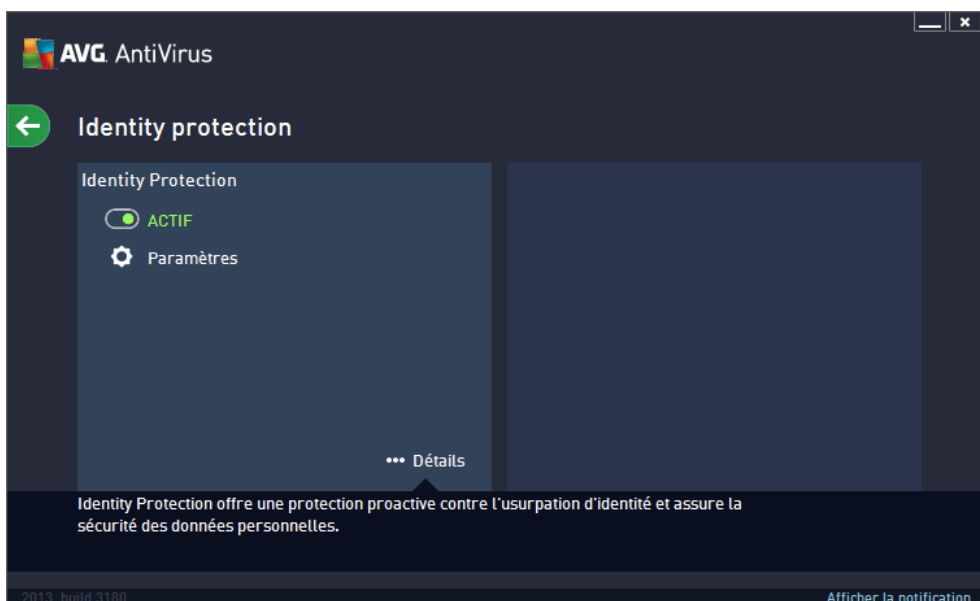 AVG. AntiVirus
Identity protection
Identity Protection
ACTIF
Paramètres
••• Détails
Identity Protection offre une protection proactive contre l'usurpation d'identité et assure la
sécurité des données personnelles.
2013 build 3180
Afficher la notification